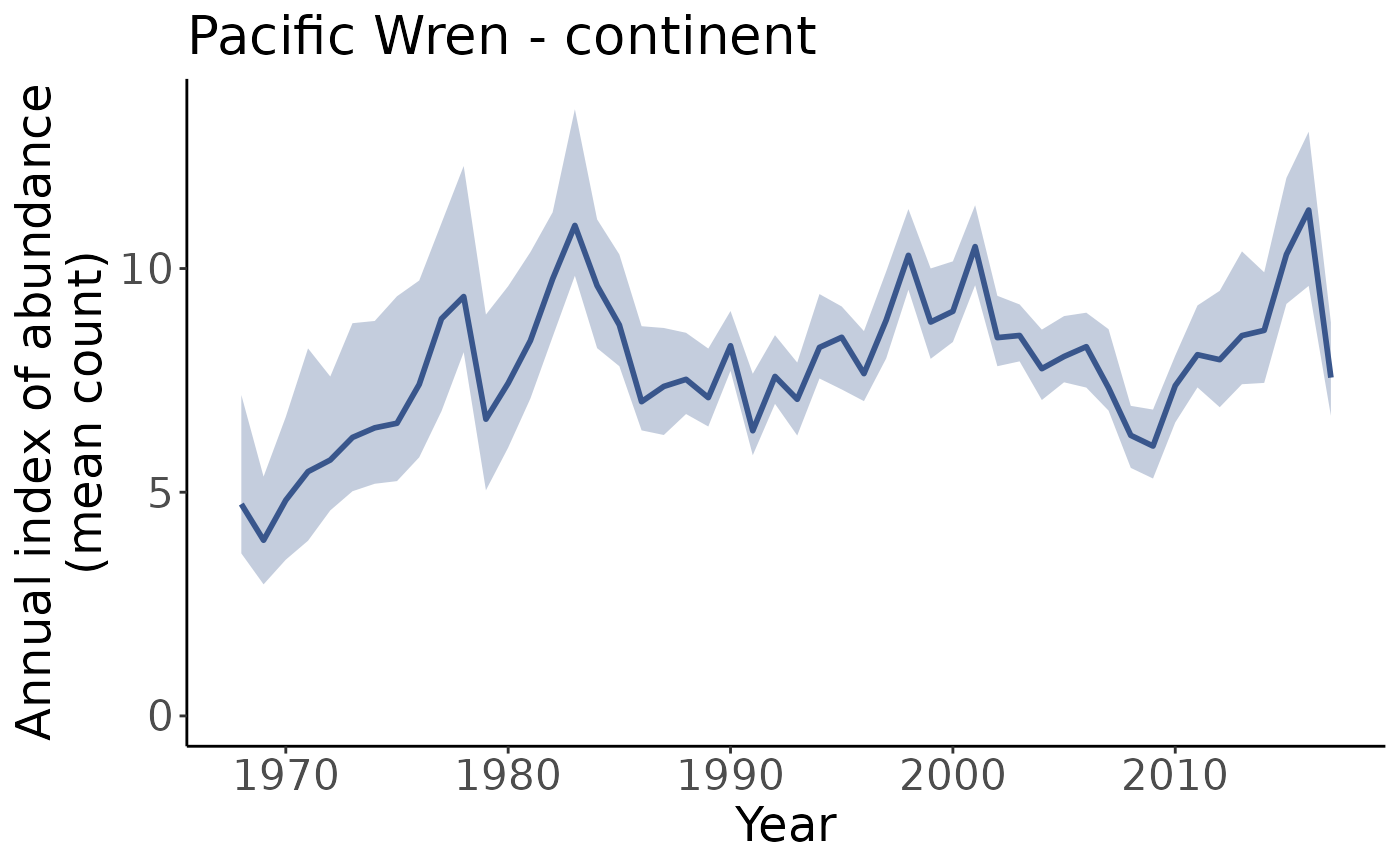 Pacific Wren - continent
Annual index of abundance
(mean count)
10
5
0
1970 1980 1990 2000 2010
Year